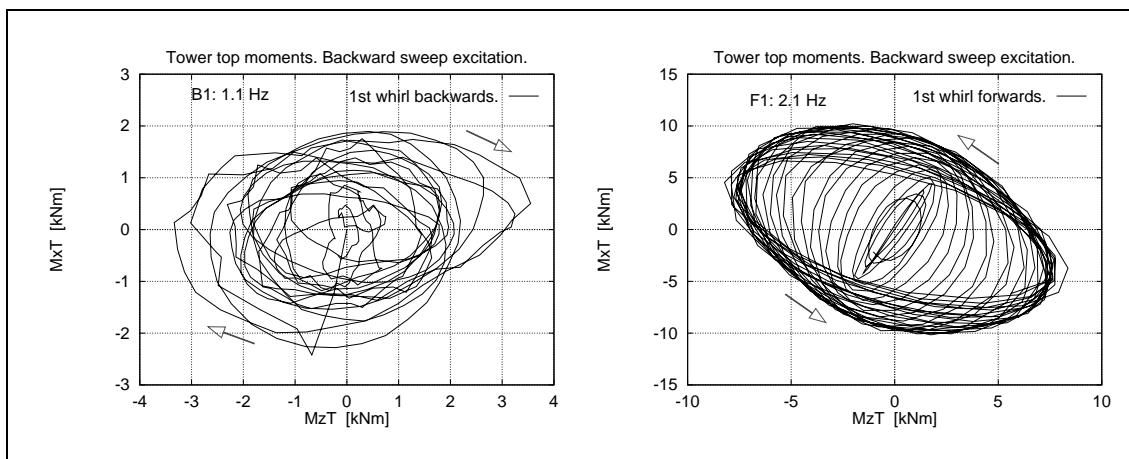 Tower top moments. Backward sweep excitation.
3
2
1
0
-1
-2
-3
-4 -3 -2 -1 0 1 2 3 4
MxT [kNm]
MzT [kNm]
B1: 1.1 Hz
1st whirl backwards.
Tower top moments. Backward sweep excitation.
15
10
5
0
-5
-10
-15
-10 -5 0 5 10
MxT [kNm]
MzT [kNm]
F1: 2.1 Hz
1st whirl forwards.